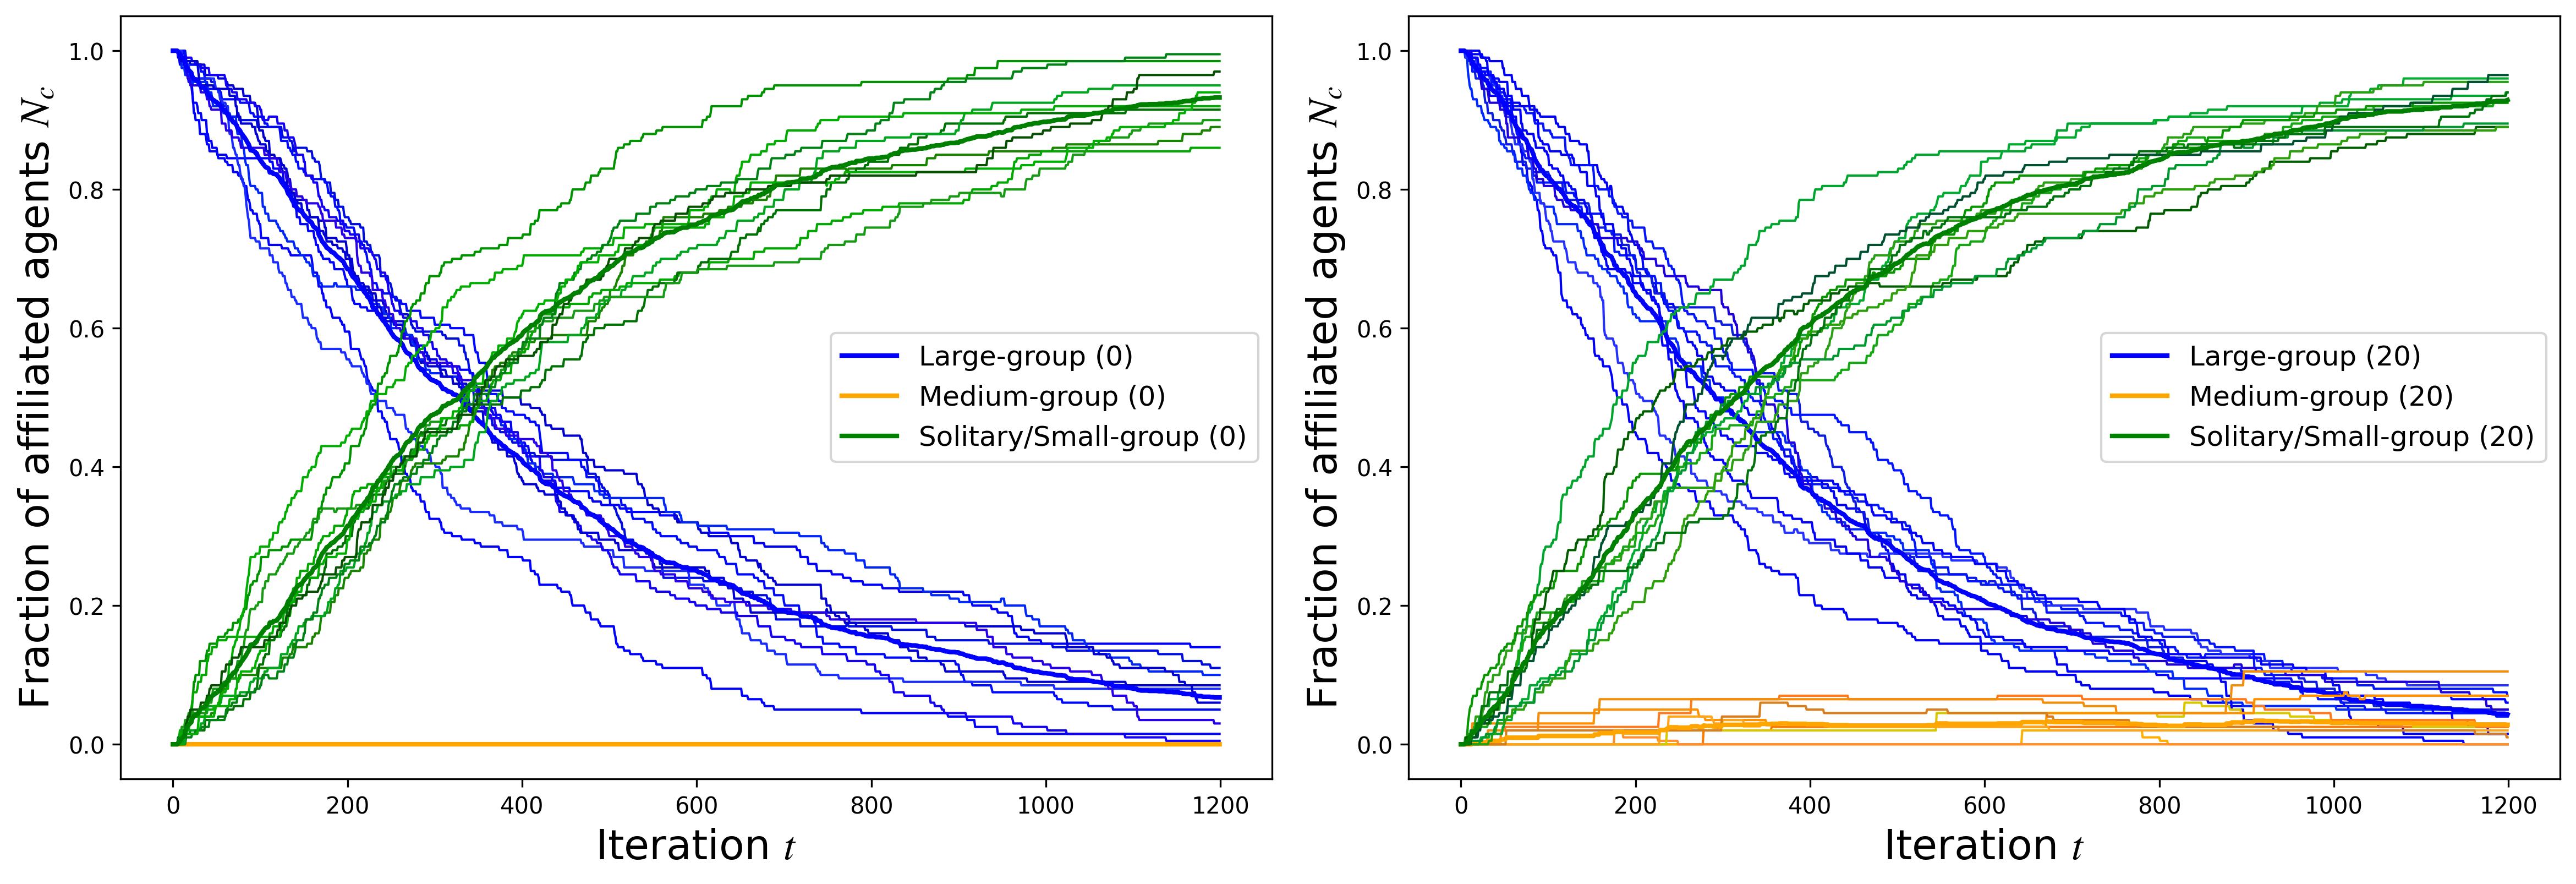 Fraction of affiliated agents N_c
1.0
0.8
0.6
0.4
0.2
0.0
Large-group (0)
Medium-group (0)
Solitary/Small-group (0)
0 200 400 600 800 1000 1200
Iteration t
Fraction of affiliated agents N_c
1.0
0.8
0.6
0.4
0.2
0.0
Large-group (20)
Medium-group (20)
Solitary/Small-group (20)
0 200 400 600 800 1000 1200
Iteration t